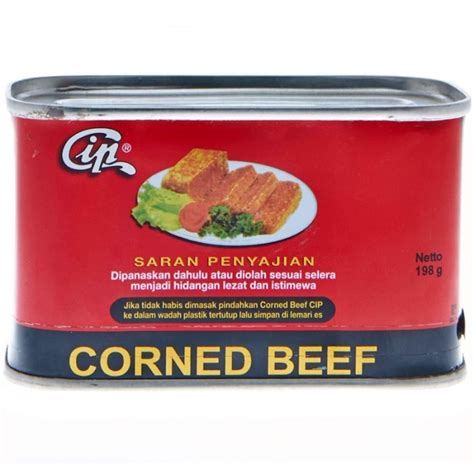 Cip®
SARAN PENYAJIAN
Dipanaskan dahulu atau diolah sesuai selera
menjadi hidangan lezat dan istimewa
Netto
198 g
Jika tidak habis dimasak pindahkan Corned Beef CIP
ke dalam wadah plastik tertutup lalu simpan di lemari es
CORNED BEEF